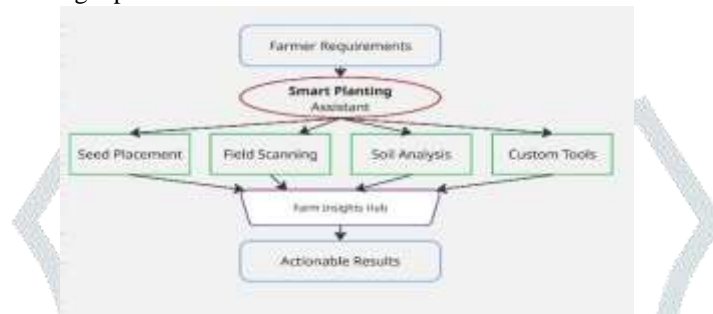 Farmer Requirements
Smart Planting
Assistant
Seed Placement
Field Scanning
Soil Analysis
Custom Tools
Farm Insights Hub
Actionable Results